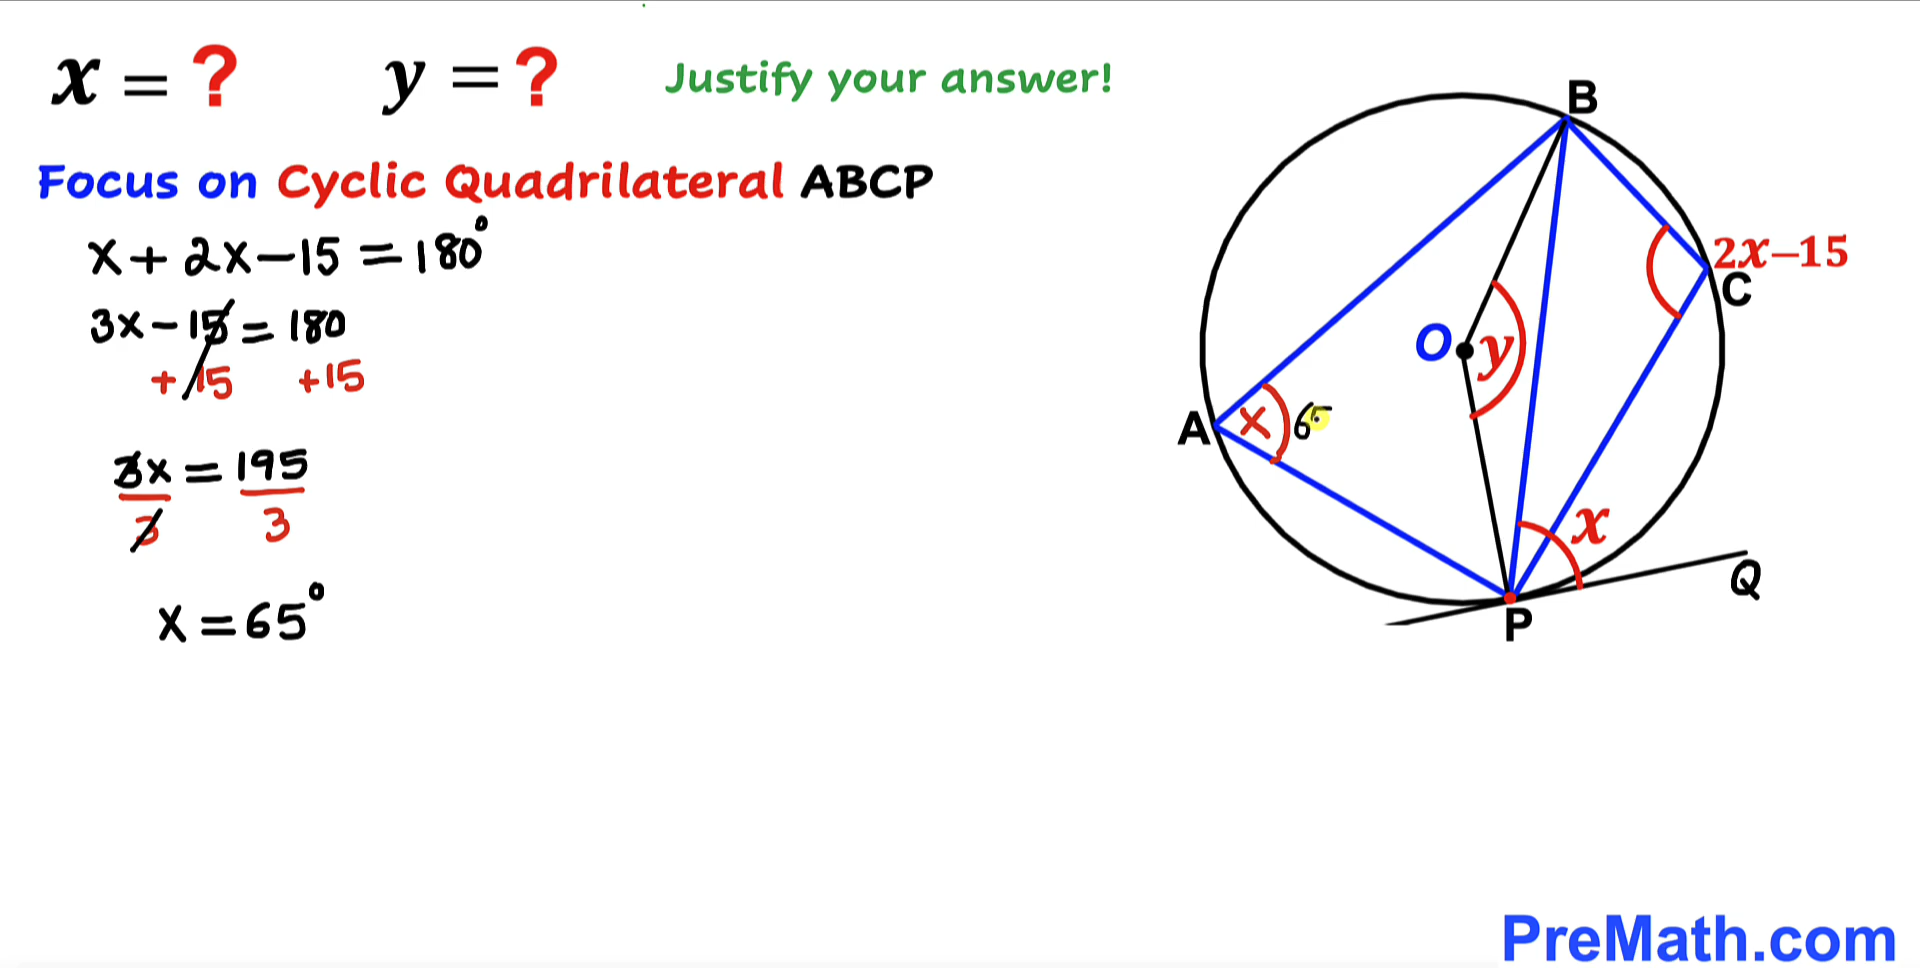 x = ? y = ? Justify your answer!
Focus on Cyclic Quadrilateral ABCP
x + 2x - 15 = 180°
3x - 15 = 180
+ 15 +15
3x = 195
3 3
x = 65°
B
2x-15
C
O y
A x 65
x
Q
P
PreMath.com